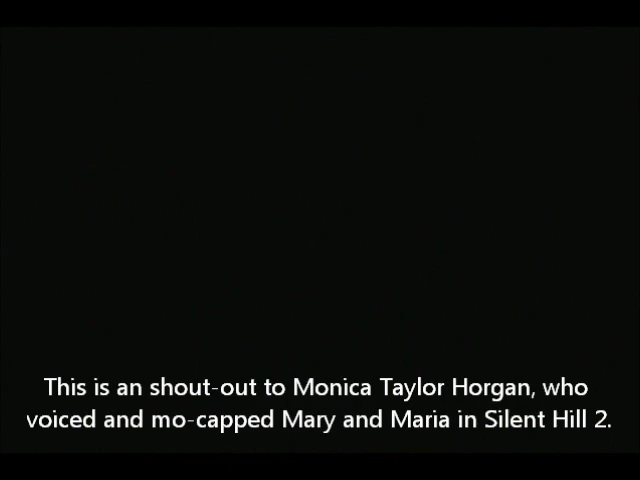 This is an shout-out to Monica Taylor Horgan, who
voiced and mo-capped Mary and Maria in Silent Hill 2.